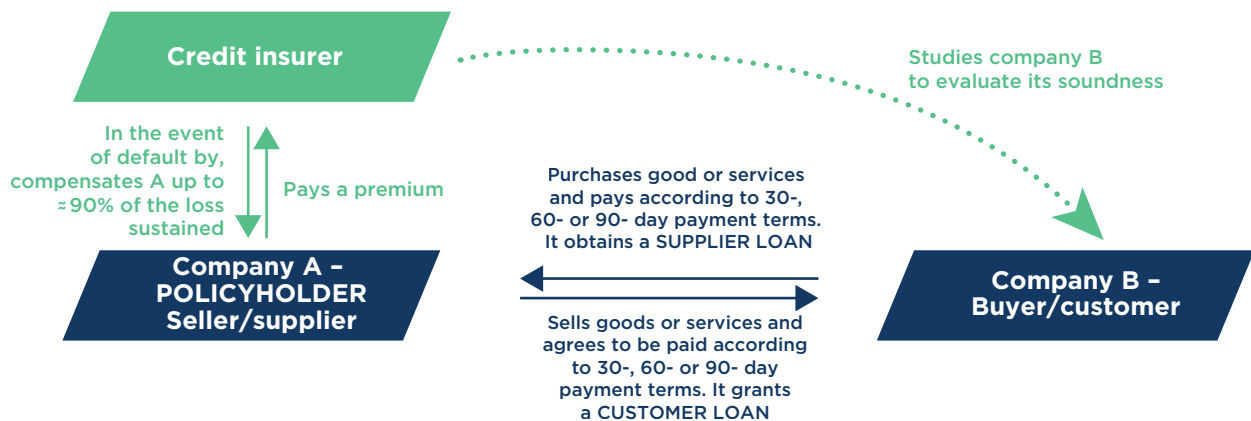 Credit insurer
Studies company B
to evaluate its soundness
In the event
of default by,
compensates A up to
≈90% of the loss
sustained
Pays a premium
Purchases good or services
and pays according to 30-,
60- or 90- day payment terms.
It obtains a SUPPLIER LOAN
Company A –
POLICYHOLDER
Seller/supplier
Company B –
Buyer/customer
Sells goods or services and
agrees to be paid according
to 30-, 60- or 90- day
payment terms. It grants
a CUSTOMER LOAN